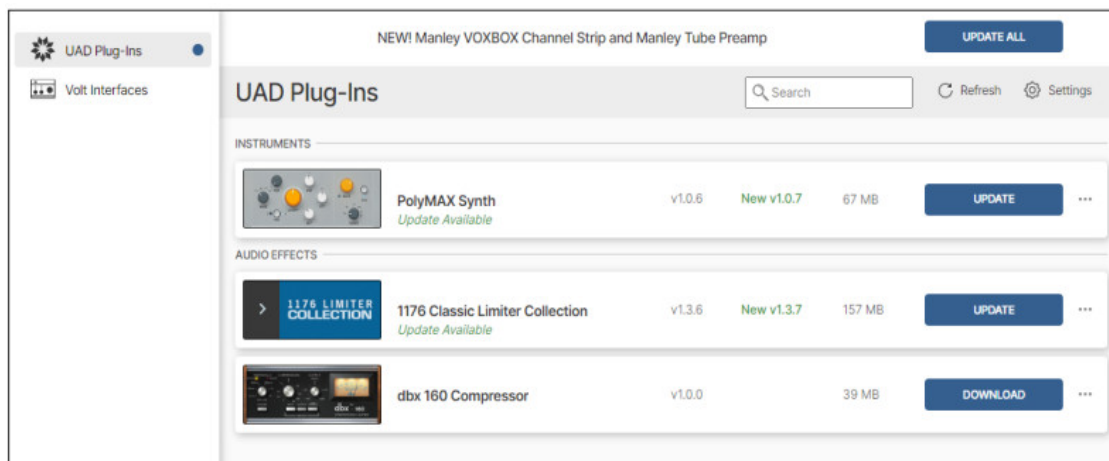 UAD Plug-Ins
Volt Interfaces
NEW! Manley VOXBOX Channel Strip and Manley Tube Preamp
UPDATE ALL
UAD Plug-Ins
Search
Refresh
Settings
INSTRUMENTS
PolyMAX Synth
Update Available
v1.0.6
New v1.0.7
67 MB
UPDATE
AUDIO EFFECTS
1176 LIMITER
COLLECTION
1176 Classic Limiter Collection
Update Available
v1.3.6
New v1.3.7
157 MB
UPDATE
dbx 160
dbx 160 Compressor
v1.0.0
39 MB
DOWNLOAD